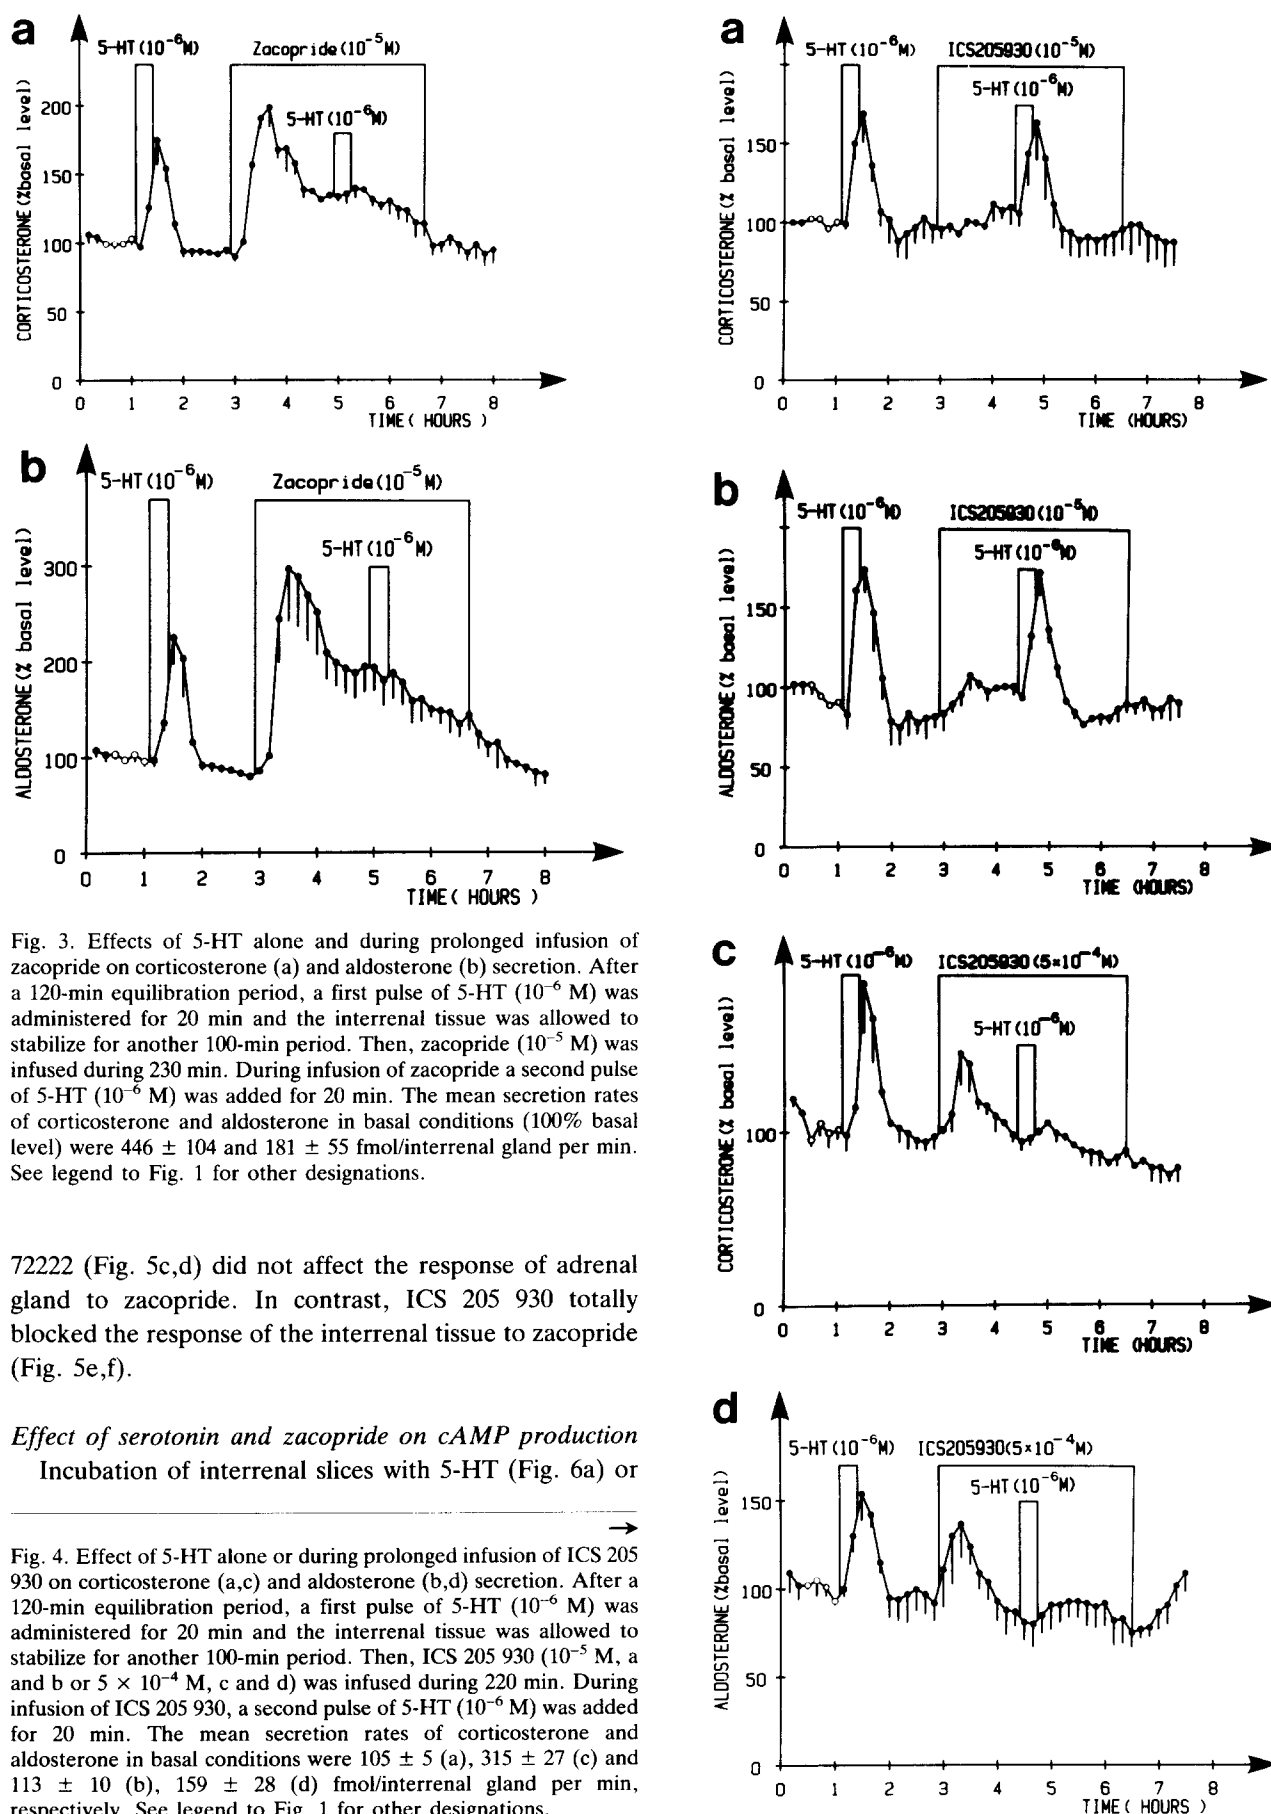 a
5-HT(10⁻⁶M)
Zacopride(10⁻⁵M)
5-HT(10⁻⁶M)
CORTICOSTERONE(%basal level)
200
150
100
50
0
0 1 2 3 4 5 6 7 8
TIME( HOURS )
b
5-HT(10⁻⁶M)
Zacopride(10⁻⁵M)
5-HT(10⁻⁶M)
ALDOSTERONE(% basal level)
300
200
100
0
0 1 2 3 4 5 6 7 8
TIME( HOURS )
Fig. 3. Effects of 5-HT alone and during prolonged infusion of
zacopride on corticosterone (a) and aldosterone (b) secretion. After
a 120-min equilibration period, a first pulse of 5-HT (10⁻⁶ M) was
administered for 20 min and the interrenal tissue was allowed to
stabilize for another 100-min period. Then, zacopride (10⁻⁵ M) was
infused during 230 min. During infusion of zacopride a second pulse
of 5-HT (10⁻⁶ M) was added for 20 min. The mean secretion rates
of corticosterone and aldosterone in basal conditions (100% basal
level) were 446 ± 104 and 181 ± 55 fmol/interrenal gland per min.
See legend to Fig. 1 for other designations.
72222 (Fig. 5c,d) did not affect the response of adrenal
gland to zacopride. In contrast, ICS 205 930 totally
blocked the response of the interrenal tissue to zacopride
(Fig. 5e,f).
Effect of serotonin and zacopride on cAMP production
Incubation of interrenal slices with 5-HT (Fig. 6a) or
→
Fig. 4. Effect of 5-HT alone or during prolonged infusion of ICS 205
930 on corticosterone (a,c) and aldosterone (b,d) secretion. After a
120-min equilibration period, a first pulse of 5-HT (10⁻⁶ M) was
administered for 20 min and the interrenal tissue was allowed to
stabilize for another 100-min period. Then, ICS 205 930 (10⁻⁵ M, a
and b or 5 × 10⁻⁴ M, c and d) was infused during 220 min. During
infusion of ICS 205 930, a second pulse of 5-HT (10⁻⁶ M) was added
for 20 min. The mean secretion rates of corticosterone and
aldosterone in basal conditions were 105 ± 5 (a), 315 ± 27 (c) and
113 ± 10 (b), 159 ± 28 (d) fmol/interrenal gland per min,
respectively. See legend to Fig. 1 for other designations.
a
5-HT(10⁻⁶M)
ICS205930(10⁻⁵M)
5-HT(10⁻⁶M)
CORTICOSTERONE(% basal level)
150
100
50
0
0 1 2 3 4 5 6 7 8
TIME (HOURS)
b
5-HT(10⁻⁶M)
ICS205930(10⁻⁵M)
5-HT(10⁻⁶M)
ALDOSTERONE(% basal level)
150
100
50
0
0 1 2 3 4 5 6 7 8
TIME (HOURS)
c
5-HT(10⁻⁶M)
ICS205930(5×10⁻⁴M)
5-HT(10⁻⁶M)
CORTICOSTERONE(% basal level)
100
0
0 1 2 3 4 5 6 7 8
TIME (HOURS)
d
5-HT(10⁻⁶M)
ICS205930(5×10⁻⁴M)
5-HT(10⁻⁶M)
ALDOSTERONE(%basal level)
150
100
50
0
0 1 2 3 4 5 6 7 8
TIME( HOURS )